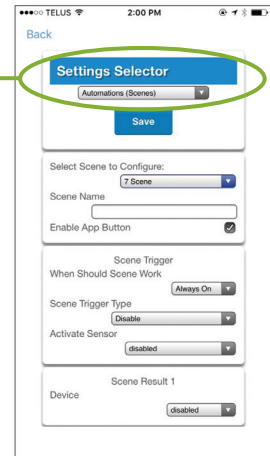 TELUS 2:00 PM
Back
Settings Selector
Automations (Scenes)
Save
Select Scene to Configure:
7 Scene
Scene Name
Enable App Button
Scene Trigger
When Should Scene Work
Always On
Scene Trigger Type
Disable
Activate Sensor
disabled
Scene Result 1
Device
disabled